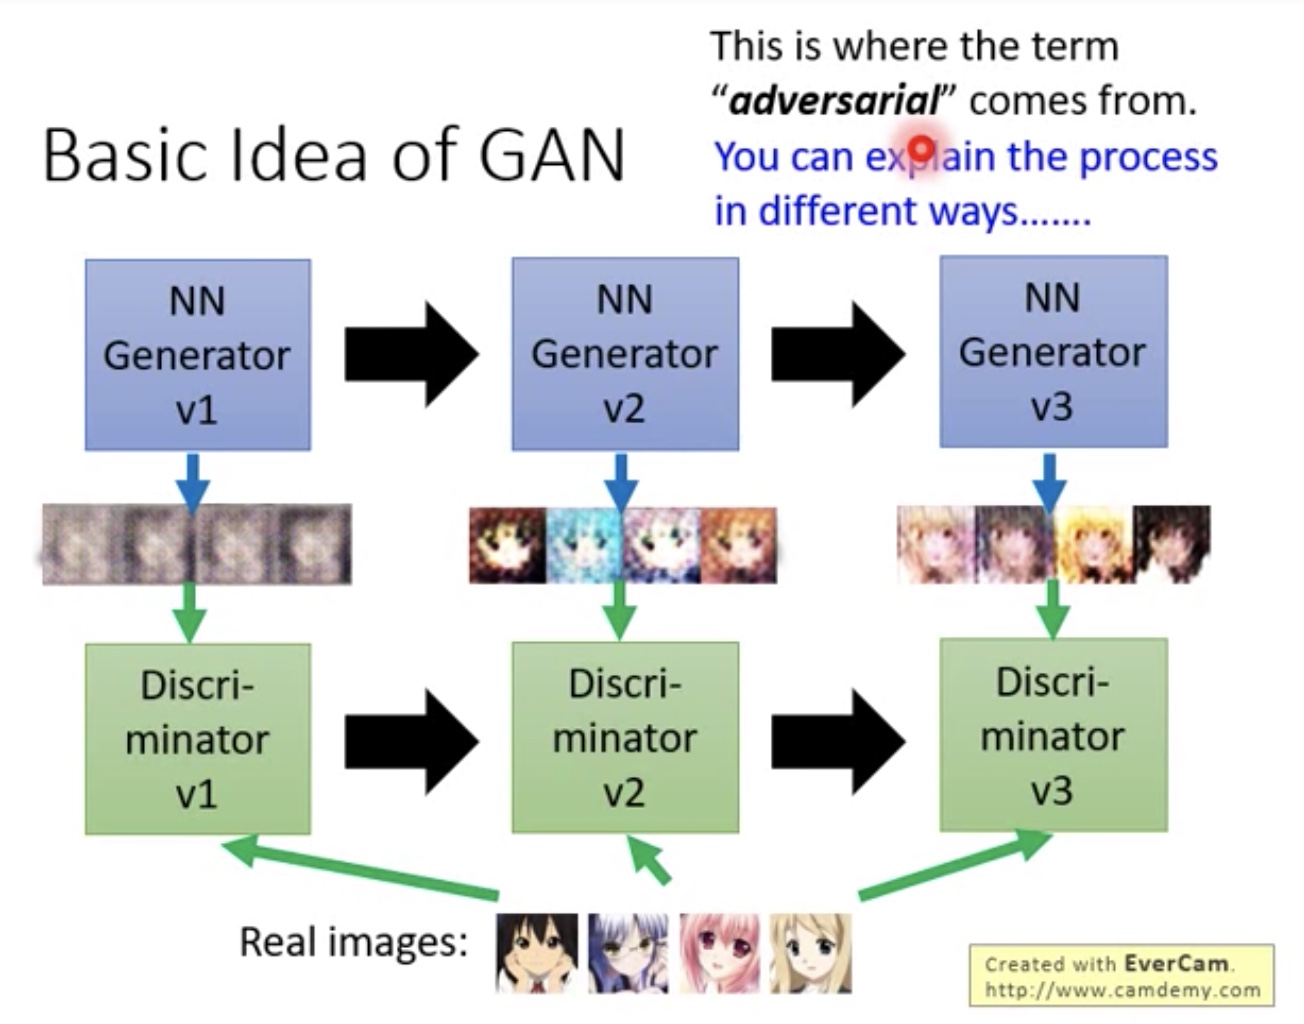 This is where the term
“adversarial” comes from.
Basic Idea of GAN
You can explain the process
in different ways…….
NN
Generator
v1
NN
Generator
v2
NN
Generator
v3
Discri-
minator
v1
Discri-
minator
v2
Discri-
minator
v3
Real images:
Created with EverCam.
http://www.camdemy.com